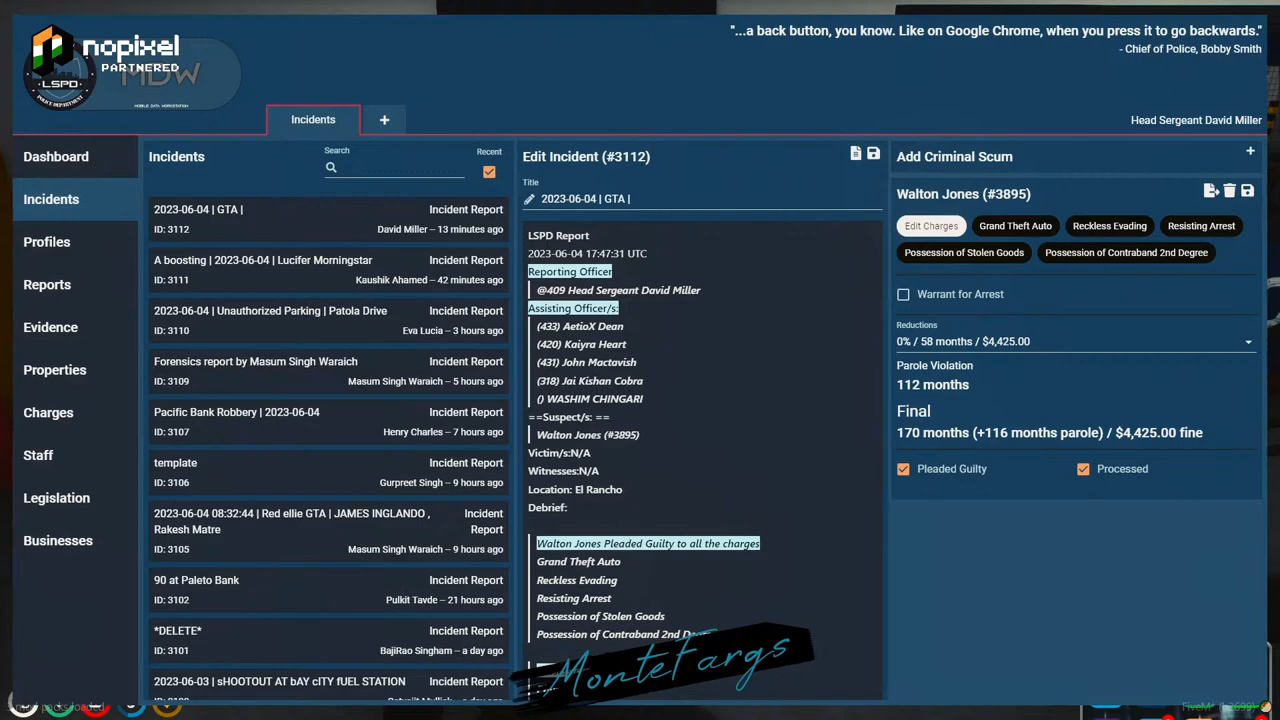 nopixel
PARTNERED
LSPD
POLICE DEPARTMENT
MDW
MOBILE DATA WORKSTATION
"...a back button, you know. Like on Google Chrome, when you press it to go backwards."
- Chief of Police, Bobby Smith
Incidents
+
Head Sergeant David Miller
Dashboard
Incidents
Profiles
Reports
Evidence
Properties
Charges
Staff
Legislation
Businesses
Incidents
Search
Recent
2023-06-04 | GTA |
Incident Report
ID: 3112
David Miller – 13 minutes ago
A boosting | 2023-06-04 | Lucifer Morningstar
Incident Report
ID: 3111
Kaushik Ahamed – 42 minutes ago
2023-06-04 | Unauthorized Parking | Patola Drive
Incident Report
ID: 3110
Eva Lucia – 3 hours ago
Forensics report by Masum Singh Waraich
Incident Report
ID: 3109
Masum Singh Waraich – 5 hours ago
Pacific Bank Robbery | 2023-06-04
Incident Report
ID: 3107
Henry Charles – 7 hours ago
template
Incident Report
ID: 3106
Gurpreet Singh – 9 hours ago
2023-06-04 08:32:44 | Red ellie GTA | JAMES INGLANDO ,
Rakesh Matre
Incident
Report
ID: 3105
Masum Singh Waraich – 9 hours ago
90 at Paleto Bank
Incident Report
ID: 3102
Pulkit Tavde – 21 hours ago
*DELETE*
Incident Report
ID: 3101
BajiRao Singham – a day ago
2023-06-03 | sHOOTOUT AT bAY cITY fUEL STATION
Incident Report
Edit Incident (#3112)
Title
2023-06-04 | GTA |
LSPD Report
2023-06-04 17:47:31 UTC
Reporting Officer
@409 Head Sergeant David Miller
Assisting Officer/s:
(433) AetioX Dean
(420) Kaiyra Heart
(431) John Mactavish
(318) Jai Kishan Cobra
() WASHIM CHINGARI
==Suspect/s: ==
Walton Jones (#3895)
Victim/s:N/A
Witnesses:N/A
Location: El Rancho
Debrief:
Walton Jones Pleaded Guilty to all the charges
Grand Theft Auto
Reckless Evading
Resisting Arrest
Possession of Stolen Goods
Possession of Contraband 2nd
MonteFargs
Add Criminal Scum
+
Walton Jones (#3895)
Edit Charges
Grand Theft Auto
Reckless Evading
Resisting Arrest
Possession of Stolen Goods
Possession of Contraband 2nd Degree
Warrant for Arrest
Reductions
0% / 58 months / $4,425.00
Parole Violation
112 months
Final
170 months (+116 months parole) / $4,425.00 fine
Pleaded Guilty
Processed